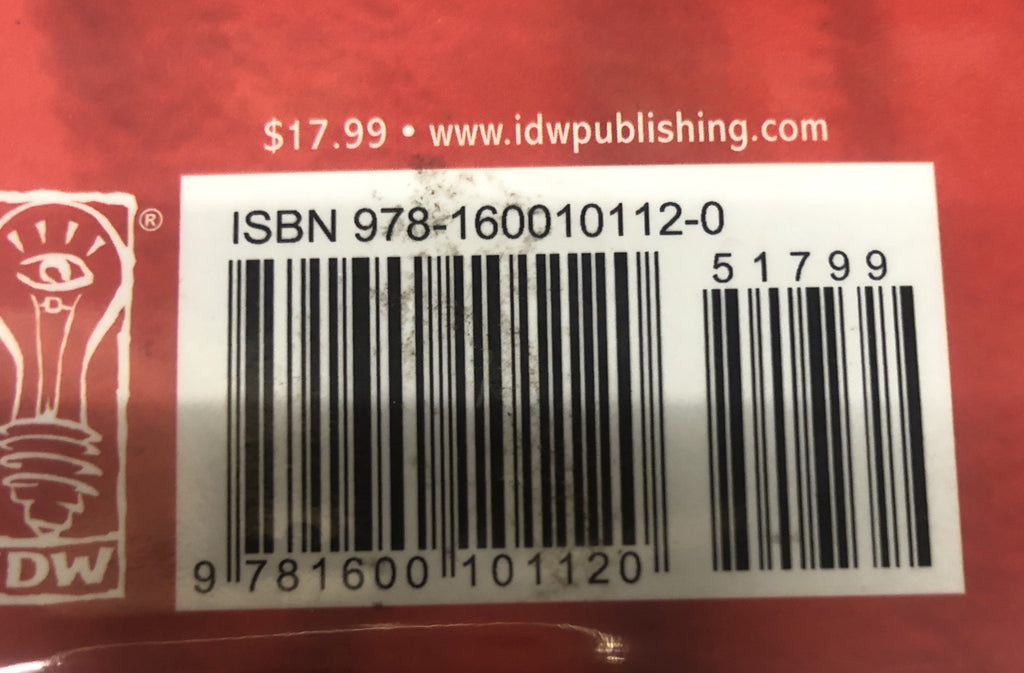 $17.99 • www.idwpublishing.com
®
ISBN 978-160010112-0
51799
9 781600 101120
IDW